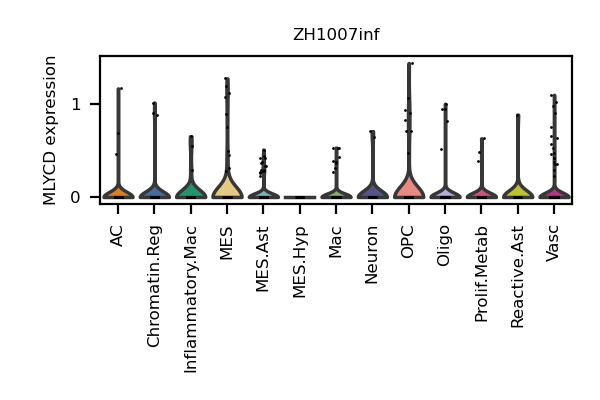 ZH1007inf
MLYCD expression
1
0
AC
Chromatin.Reg
Inflammatory.Mac
MES
MES.Ast
MES.Hyp
Mac
Neuron
OPC
Oligo
Prolif.Metab
Reactive.Ast
Vasc